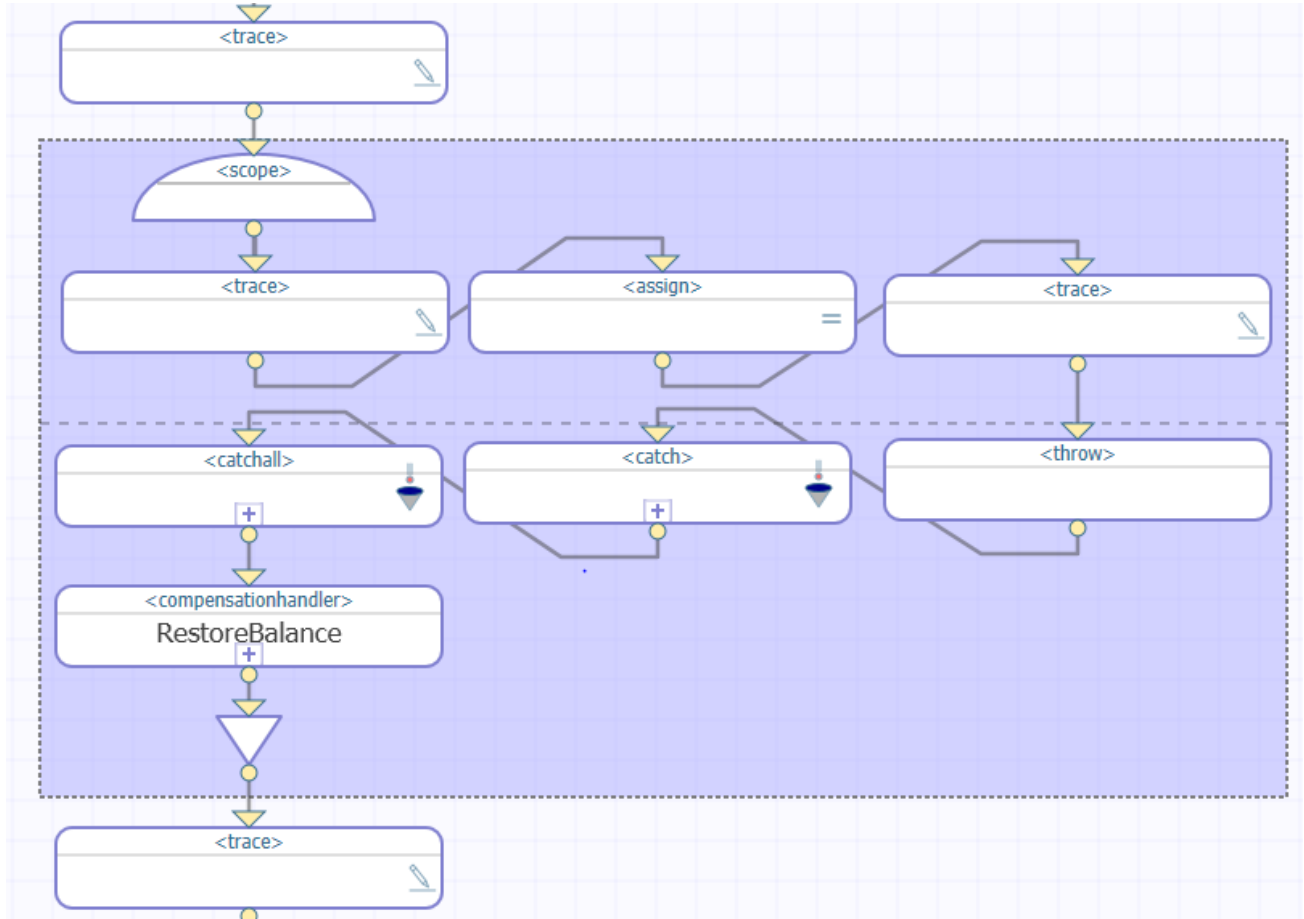 <trace>
<scope>
<trace>
<assign>
<trace>
<catchall>
<catch>
<throw>
<compensationhandler>
RestoreBalance
<trace>